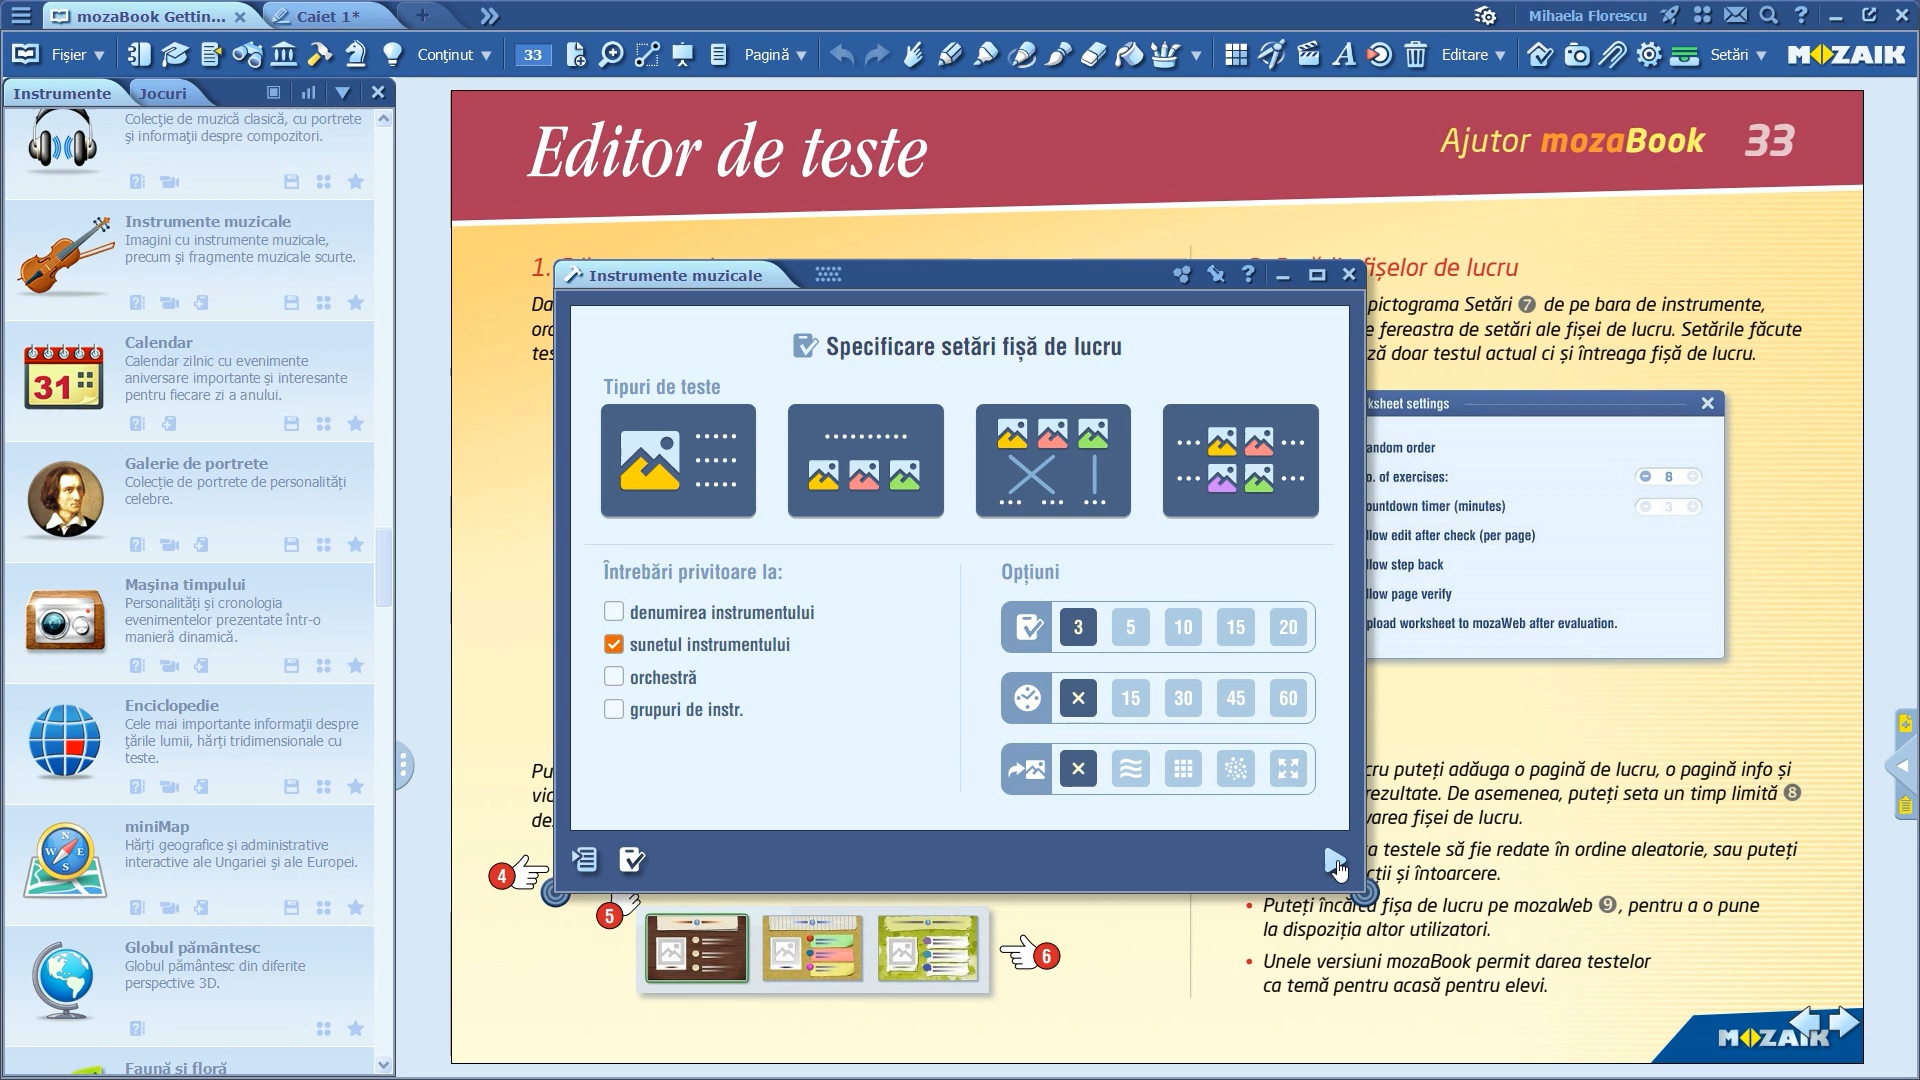 mozaBook Gettin...
Caiet 1*
Mihaela Florescu
Fișier
Conținut
33
Pagină
Editare
Setări
MOZAIK
Instrumente
Jocuri
Colecție de muzică clasică, cu portrete
și informații despre compozitori.
Instrumente muzicale
Imagini cu instrumente muzicale,
precum și fragmente muzicale scurte.
Calendar
Calendar zilnic cu evenimente
aniversare importante și interesante
pentru fiecare zi a anului.
31
Galerie de portrete
Colecție de portrete de personalități
celebre.
Mașina timpului
Personalități și cronologia
evenimentelor prezentate într-o
manieră dinamică.
Enciclopedie
Cele mai importante informații despre
țările lumii, hărți tridimensionale cu
teste.
miniMap
Hărți geografice și administrative
interactive ale Ungariei și ale Europei.
N
W E
S
Globul pământesc
Globul pământesc din diferite
perspective 3D.
Faună și floră
Editor de teste
Ajutor mozaBook 33
1.
fișelor de lucru
Da
pictograma Setări 7 de pe bara de instrumente,
fereastra de setări ale fișei de lucru. Setările făcute
doar testul actual ci și întreaga fișă de lucru.
Instrumente muzicale
Specificare setări fișă de lucru
Tipuri de teste
Întrebări privitoare la:
denumirea instrumentului
sunetul instrumentului
orchestră
grupuri de instr.
Opțiuni
3 5 10 15 20
× 15 30 45 60
×
ksheet settings
andom order
o. of exercises: 8
ountdown timer (minutes) 3
llow edit after check (per page)
llow step back
llow page verify
pload worksheet to mozaWeb after evaluation.
Pu
vic
de
cru puteți adăuga o pagină de lucru, o pagină info și
rezultate. De asemenea, puteți seta un timp limită 8
varea fișei de lucru.
a testele să fie redate în ordine aleatorie, sau puteți
cții și întoarcere.
• Puteți încărca fișa de lucru pe mozaWeb 9, pentru a o pune
la dispoziția altor utilizatori.
• Unele versiuni mozaBook permit darea testelor
ca temă pentru acasă pentru elevi.
4
5
6
MOZAIK